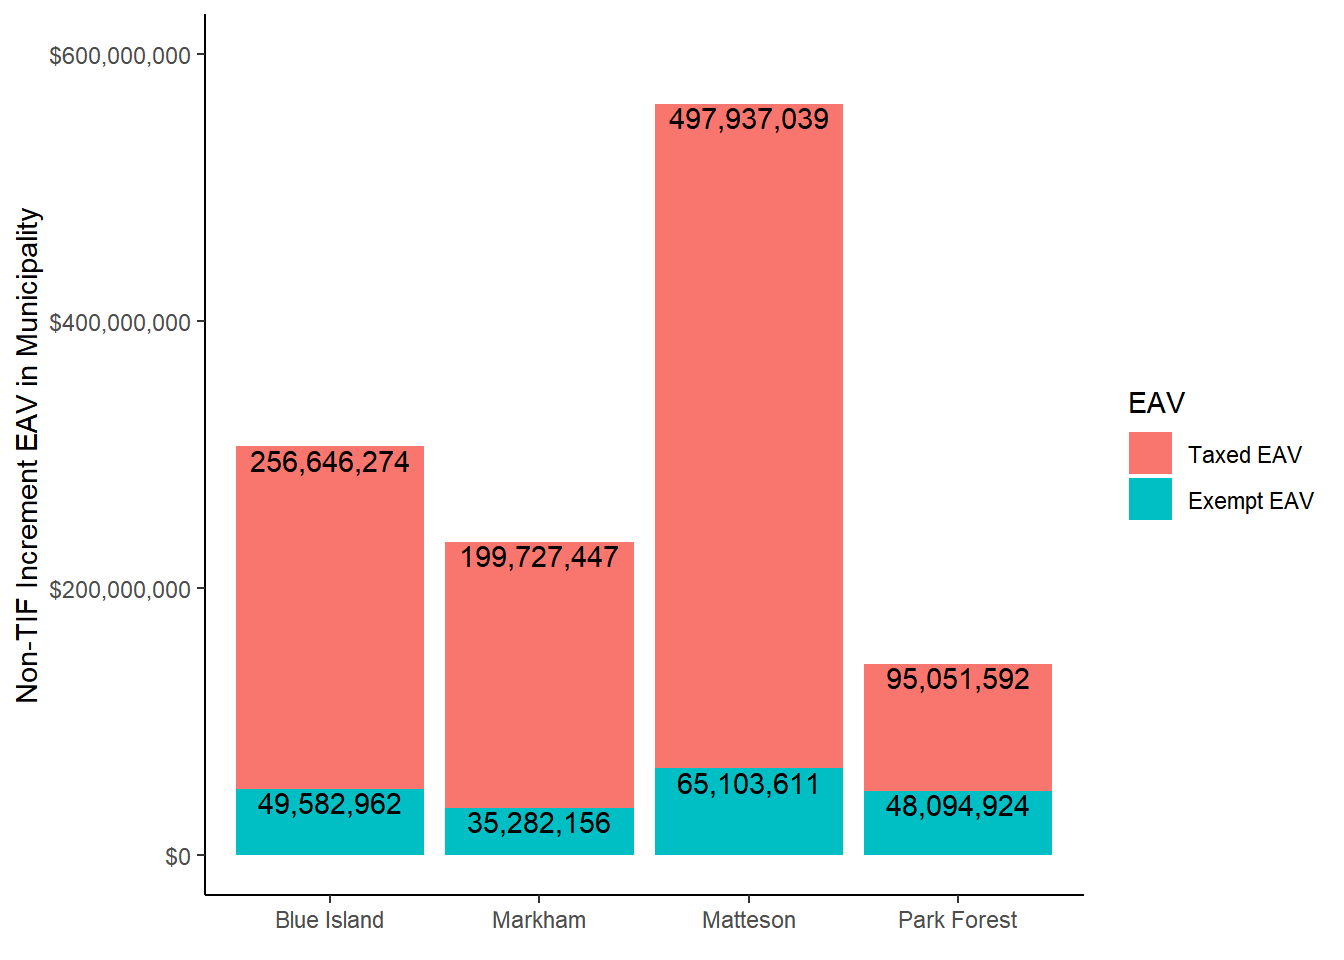 Non-TIF Increment EAV in Municipality
$600,000,000
$400,000,000
$200,000,000
$0
256,646,274
49,582,962
199,727,447
35,282,156
497,937,039
65,103,611
95,051,592
48,094,924
Blue Island
Markham
Matteson
Park Forest
EAV
Taxed EAV
Exempt EAV